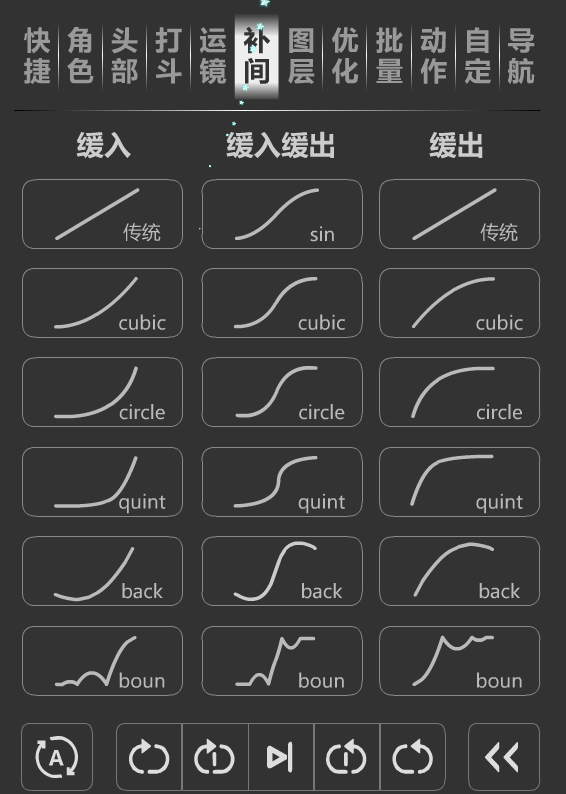 快捷 角色 头部 打斗 运镜 补间 图层 优化 批量 动作 自定 导航
缓入 缓入缓出 缓出
传统 sin 传统
cubic cubic cubic
circle circle circle
quint quint quint
back back back
boun boun boun
A 1 1